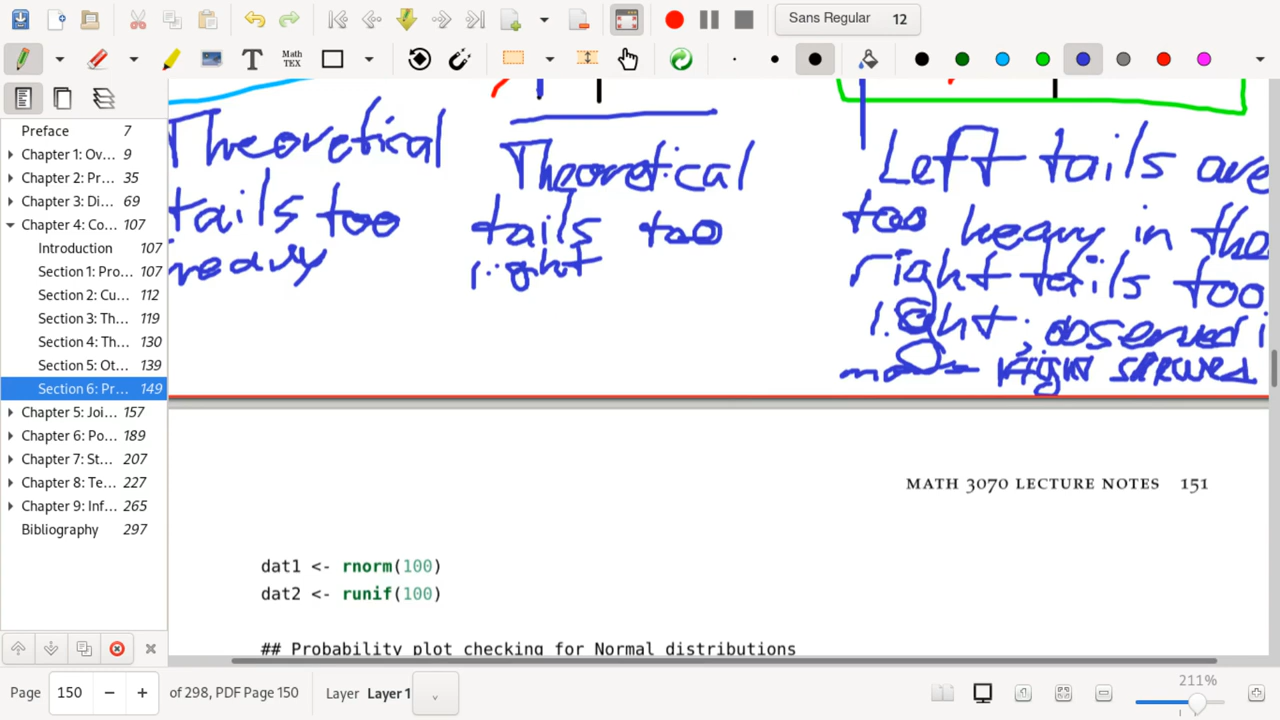 Sans Regular 12
Math
TEX
Preface 7
Chapter 1: Ov... 9
Chapter 2: Pr... 35
Chapter 3: Di... 69
Chapter 4: Co... 107
Introduction 107
Section 1: Pro... 107
Section 2: Cu... 112
Section 3: Th... 119
Section 4: Th... 130
Section 5: Ot... 139
Section 6: Pr... 149
Chapter 5: Joi... 157
Chapter 6: Po... 189
Chapter 7: St... 207
Chapter 8: Te... 227
Chapter 9: Inf... 265
Bibliography 297
Theoretical
tails too
heavy
Theoretical
tails too
light
Left tails are
too heavy in the
right tails too
light; observed i
right skewed.
MATH 3070 LECTURE NOTES 151
dat1 <- rnorm(100)
dat2 <- runif(100)
## Probability plot checking for Normal distributions
Page 150 of 298, PDF Page 150 Layer Layer 1
211%